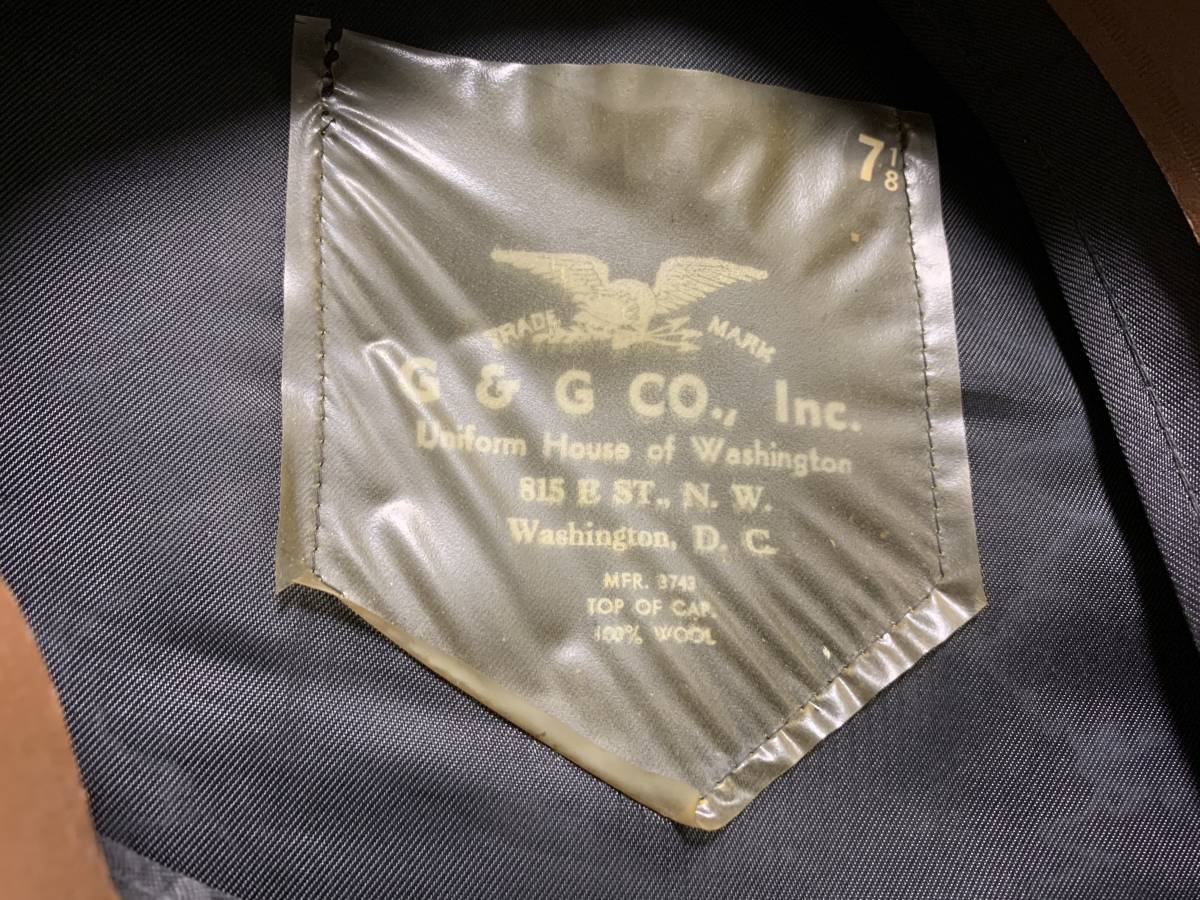 7 1/8
TRADE MARK
G & G CO., Inc.
Uniform House of Washington
815 E ST., N. W.
Washington, D. C.
MFR. 3743
TOP OF CAP.
100% WOOL